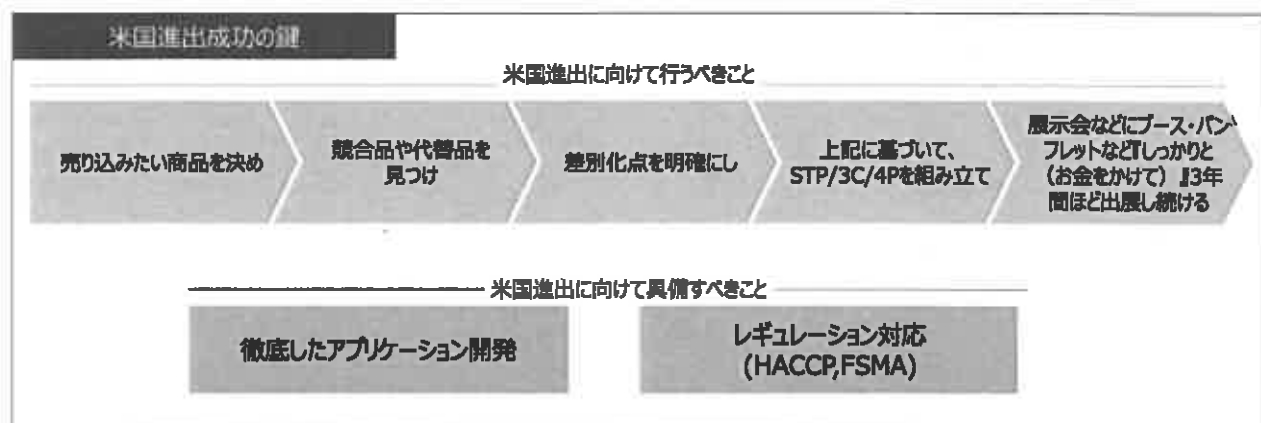 米国進出成功の鍵
米国進出に向けて行うべきこと
売り込みたい商品を決め
競合品や代替品を
見つけ
差別化点を明確にし
上記に基づいて、
STP/3C/4Pを組み立て
展示会などにブース・パン
フレットなど『しっかりと
(お金をかけて)』3年
間ほど出展し続ける
米国進出に向けて具備すべきこと
徹底したアプリケーション開発
レギュレーション対応
(HACCP,FSMA)